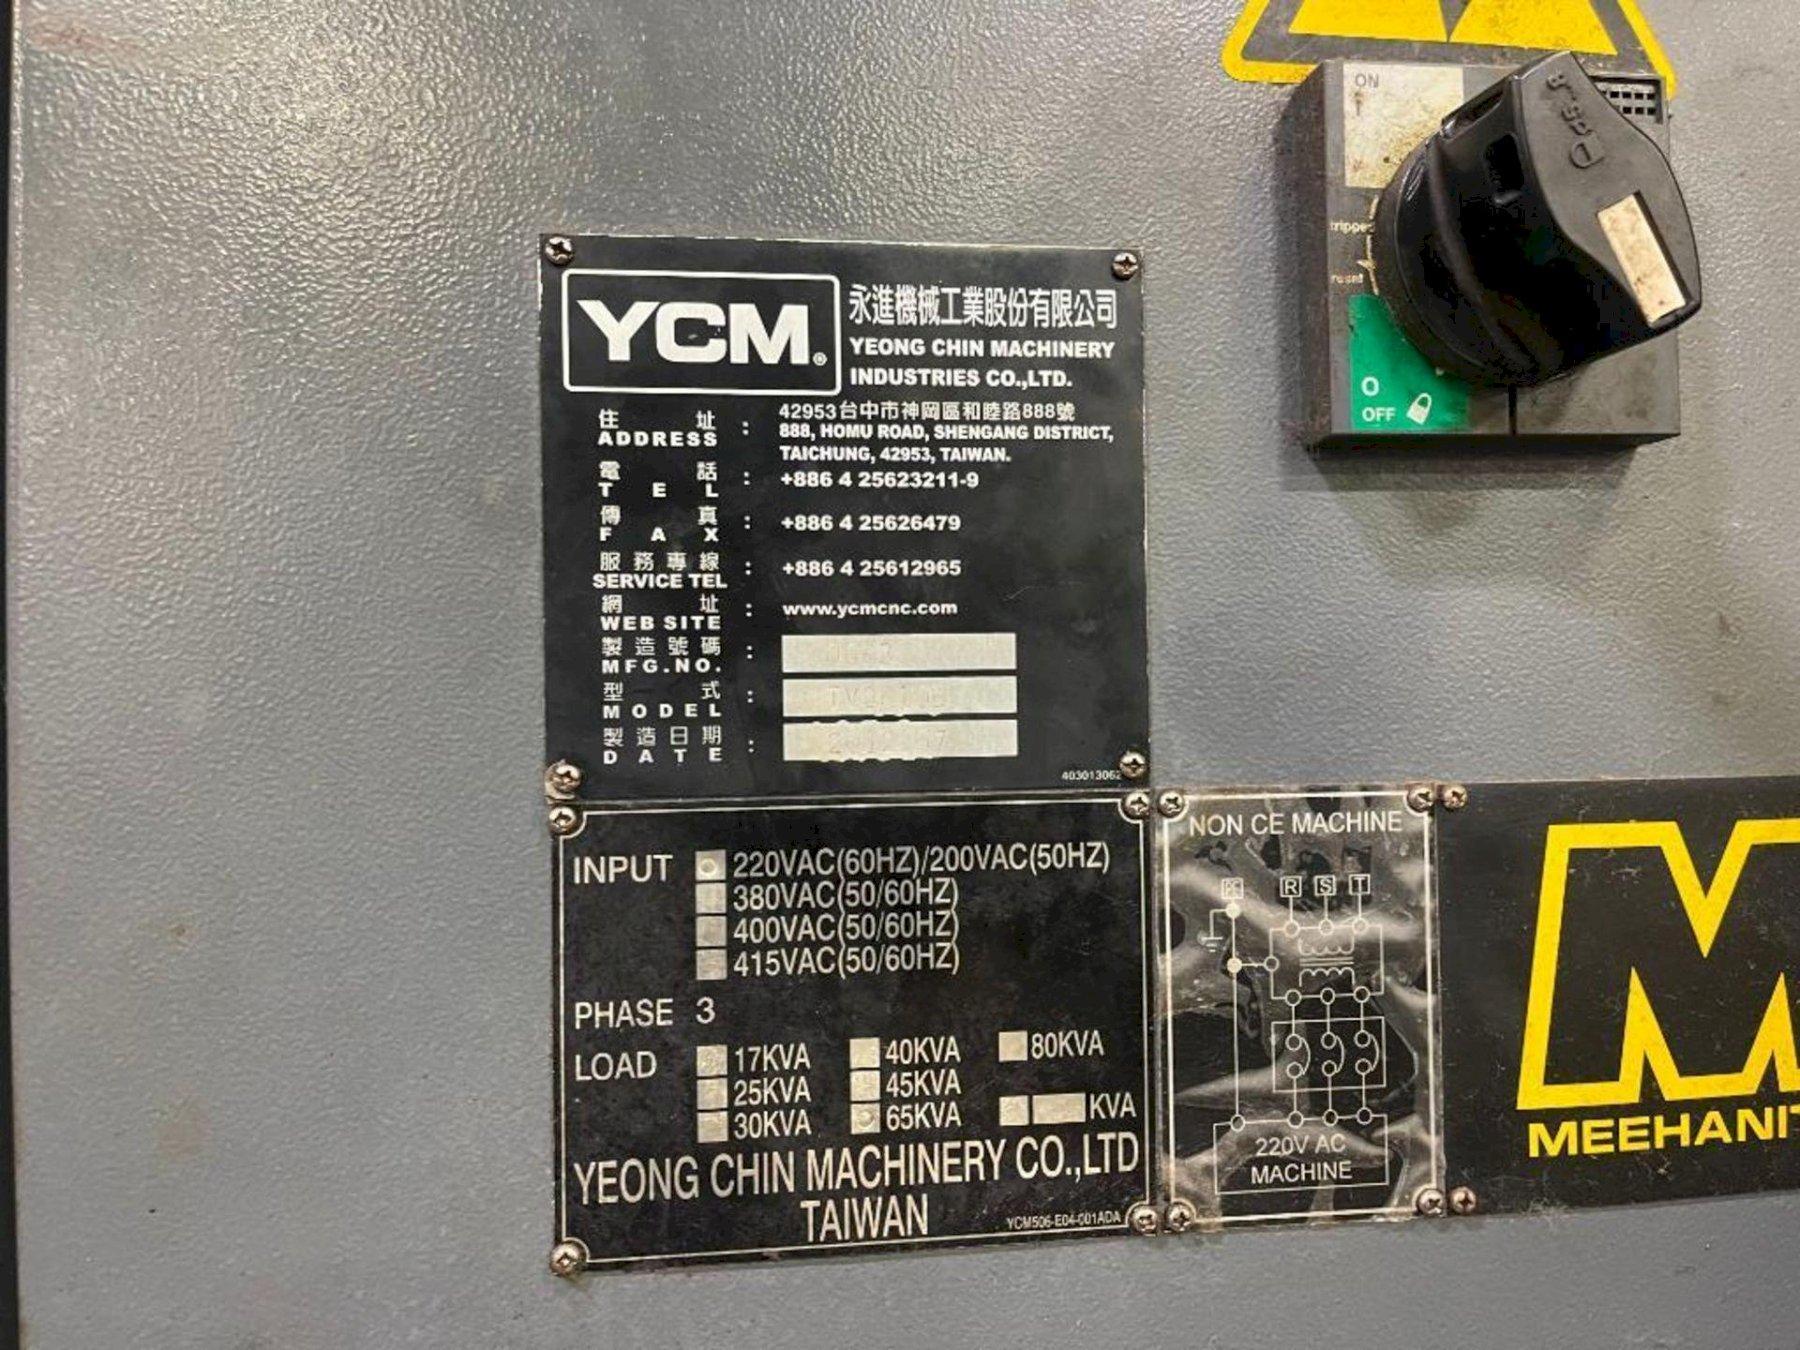 YCM®
永進機械工業股份有限公司
YEONG CHIN MACHINERY
INDUSTRIES CO.,LTD.
住址 : 42953台中市神岡區和睦路888號
ADDRESS 888, HOMU ROAD, SHENGANG DISTRICT,
TAICHUNG, 42953, TAIWAN.
電話
TEL : +886 4 25623211-9
傳真
FAX : +886 4 25626479
服務專線
SERVICE TEL : +886 4 25612965
網址
WEB SITE : www.ycmcnc.com
製造號碼
MFG.NO. :
型式
MODEL :
製造日期
DATE :
403013062
INPUT 220VAC(60HZ)/200VAC(50HZ)
380VAC(50/60HZ)
400VAC(50/60HZ)
415VAC(50/60HZ)
PHASE 3
LOAD 17KVA 40KVA 80KVA
25KVA 45KVA
30KVA 65KVA KVA
YEONG CHIN MACHINERY CO.,LTD
TAIWAN
YCM506-E04-001ADA
NON CE MACHINE
PE R S T
220V AC
MACHINE
M
MEEHANIT
ON
I
reset
O
OFF